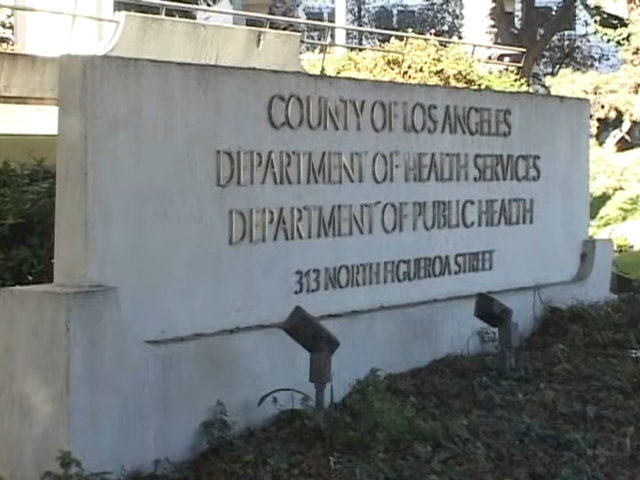 COUNTY OF LOS ANGELES
DEPARTMENT OF HEALTH SERVICES
DEPARTMENT OF PUBLIC HEALTH
313 NORTH FIGUEROA STREET